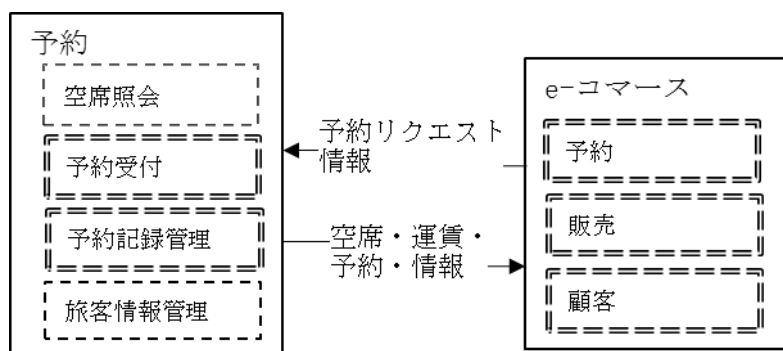 予約
空席照会
予約受付
予約記録管理
旅客情報管理
予約リクエスト
情報
空席・運賃・
予約・情報
e-コマース
予約
販売
顧客